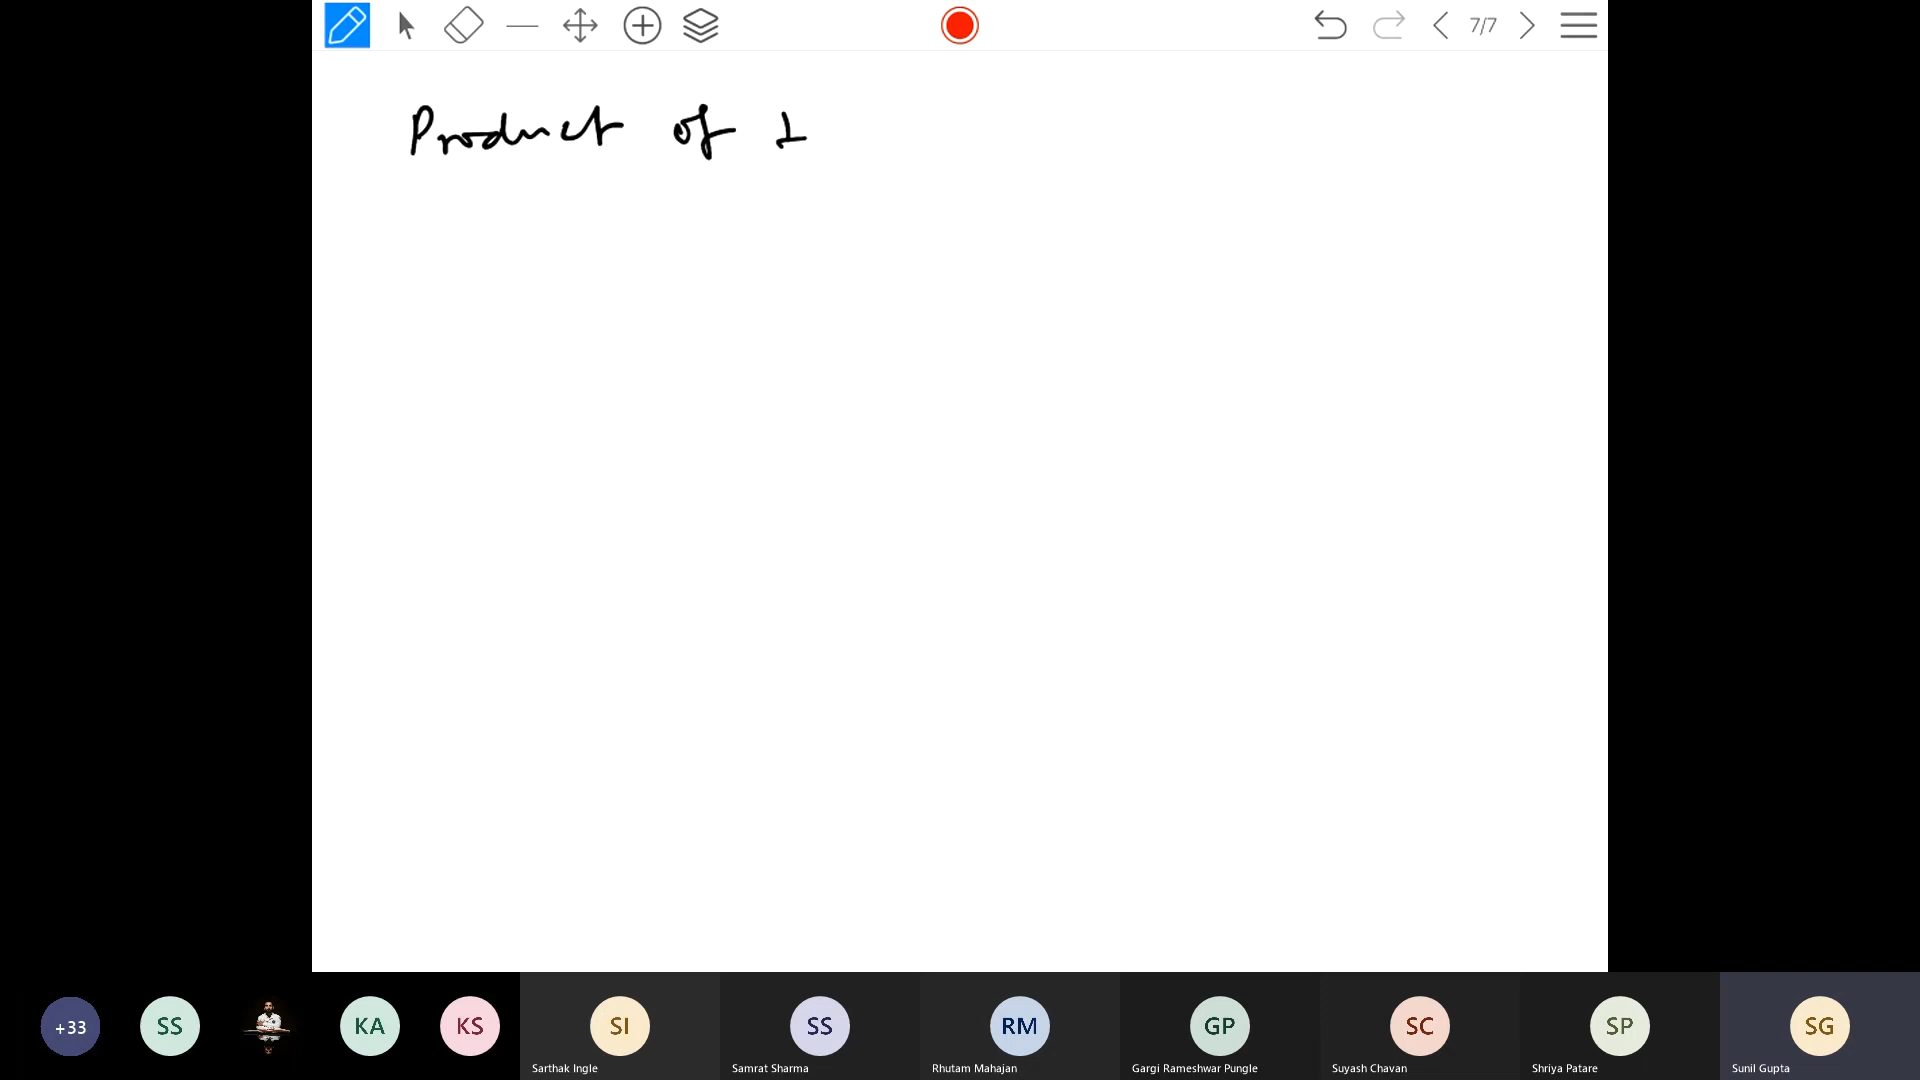 7/7
Product of I
+33
SS
KA
KS
SI
SS
RM
GP
SC
SP
SG
Sarthak Ingle
Samrat Sharma
Rhutam Mahajan
Gargi Rameshwar Pungle
Suyash Chavan
Shriya Patare
Sunil Gupta